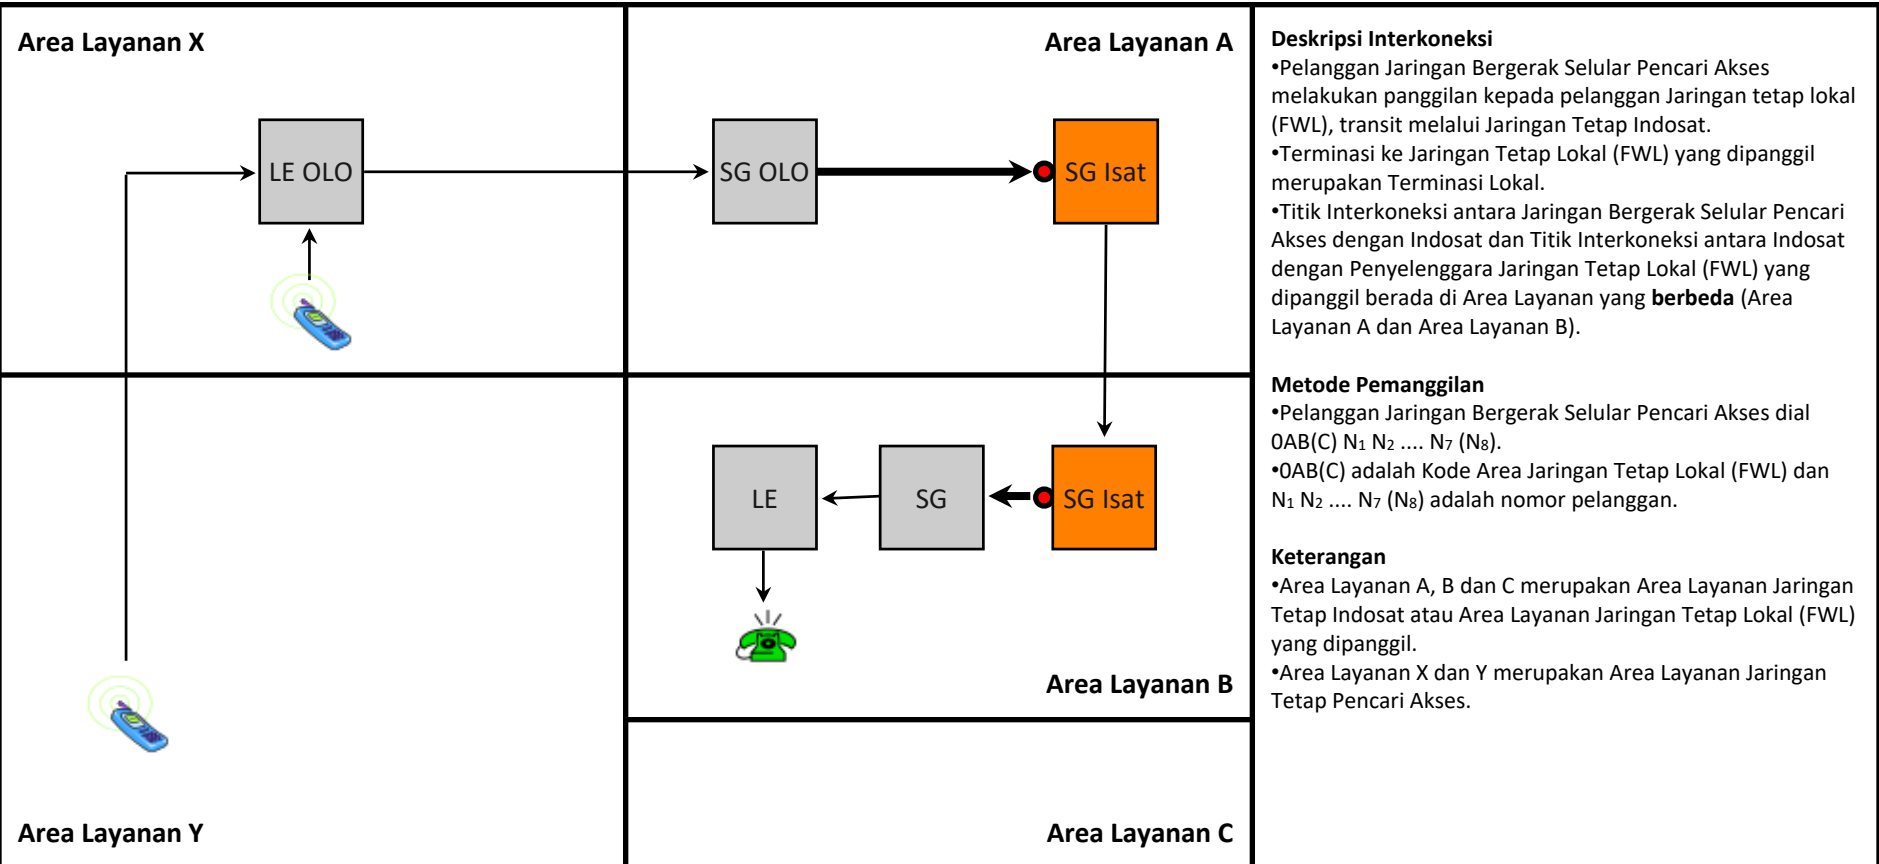 Area Layanan X
Area Layanan A
LE OLO
SG OLO
SG Isat
LE
SG
SG Isat
Area Layanan B
Area Layanan Y
Area Layanan C
Deskripsi Interkoneksi
•Pelanggan Jaringan Bergerak Selular Pencari Akses
melakukan panggilan kepada pelanggan Jaringan tetap lokal
(FWL), transit melalui Jaringan Tetap Indosat.
•Terminasi ke Jaringan Tetap Lokal (FWL) yang dipanggil
merupakan Terminasi Lokal.
•Titik Interkoneksi antara Jaringan Bergerak Selular Pencari
Akses dengan Indosat dan Titik Interkoneksi antara Indosat
dengan Penyelenggara Jaringan Tetap Lokal (FWL) yang
dipanggil berada di Area Layanan yang berbeda (Area
Layanan A dan Area Layanan B).
Metode Pemanggilan
•Pelanggan Jaringan Bergerak Selular Pencari Akses dial
0AB(C) N₁ N₂ .... N₇ (N₈).
•0AB(C) adalah Kode Area Jaringan Tetap Lokal (FWL) dan
N₁ N₂ .... N₇ (N₈) adalah nomor pelanggan.
Keterangan
•Area Layanan A, B dan C merupakan Area Layanan Jaringan
Tetap Indosat atau Area Layanan Jaringan Tetap Lokal (FWL)
yang dipanggil.
•Area Layanan X dan Y merupakan Area Layanan Jaringan
Tetap Pencari Akses.